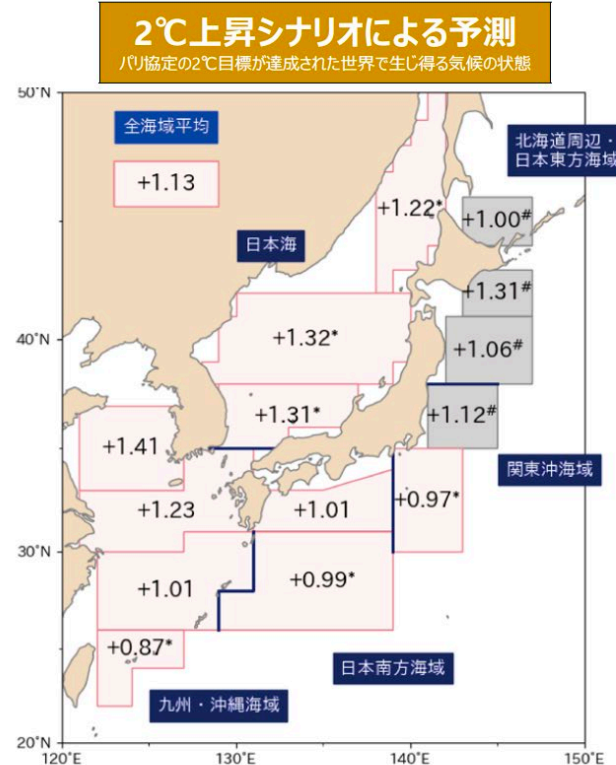 2℃上昇シナリオによる予測
パリ協定の2℃目標が達成された世界で生じ得る気候の状態
50°N
全海域平均
+1.13
北海道周辺・
日本東方海域
+1.22*
+1.00#
日本海
+1.31#
40°N
+1.32*
+1.06#
+1.31*
+1.12#
+1.41
関東沖海域
+1.23
+1.01
+0.97*
30°N
+1.01
+0.99*
+0.87*
日本南方海域
九州・沖縄海域
20°N
120°E
130°E
140°E
150°E